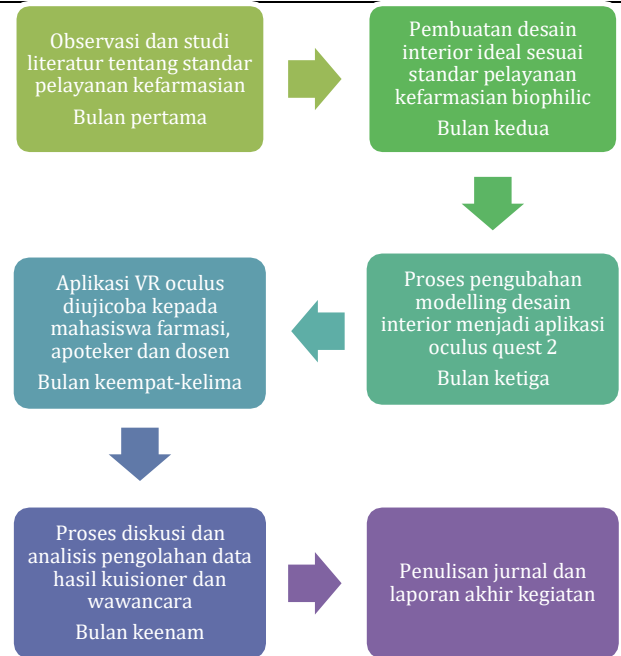 Observasi dan studi
literatur tentang standar
pelayanan kefarmasian
Bulan pertama
Pembuatan desain
interior ideal sesuai
standar pelayanan
kefarmasian biophilic
Bulan kedua
Proses pengubahan
modelling desain
interior menjadi aplikasi
oculus quest 2
Bulan ketiga
Aplikasi VR oculus
diujicoba kepada
mahasiswa farmasi,
apoteker dan dosen
Bulan keempat-kelima
Proses diskusi dan
analisis pengolahan data
hasil kuisioner dan
wawancara
Bulan keenam
Penulisan jurnal dan
laporan akhir kegiatan